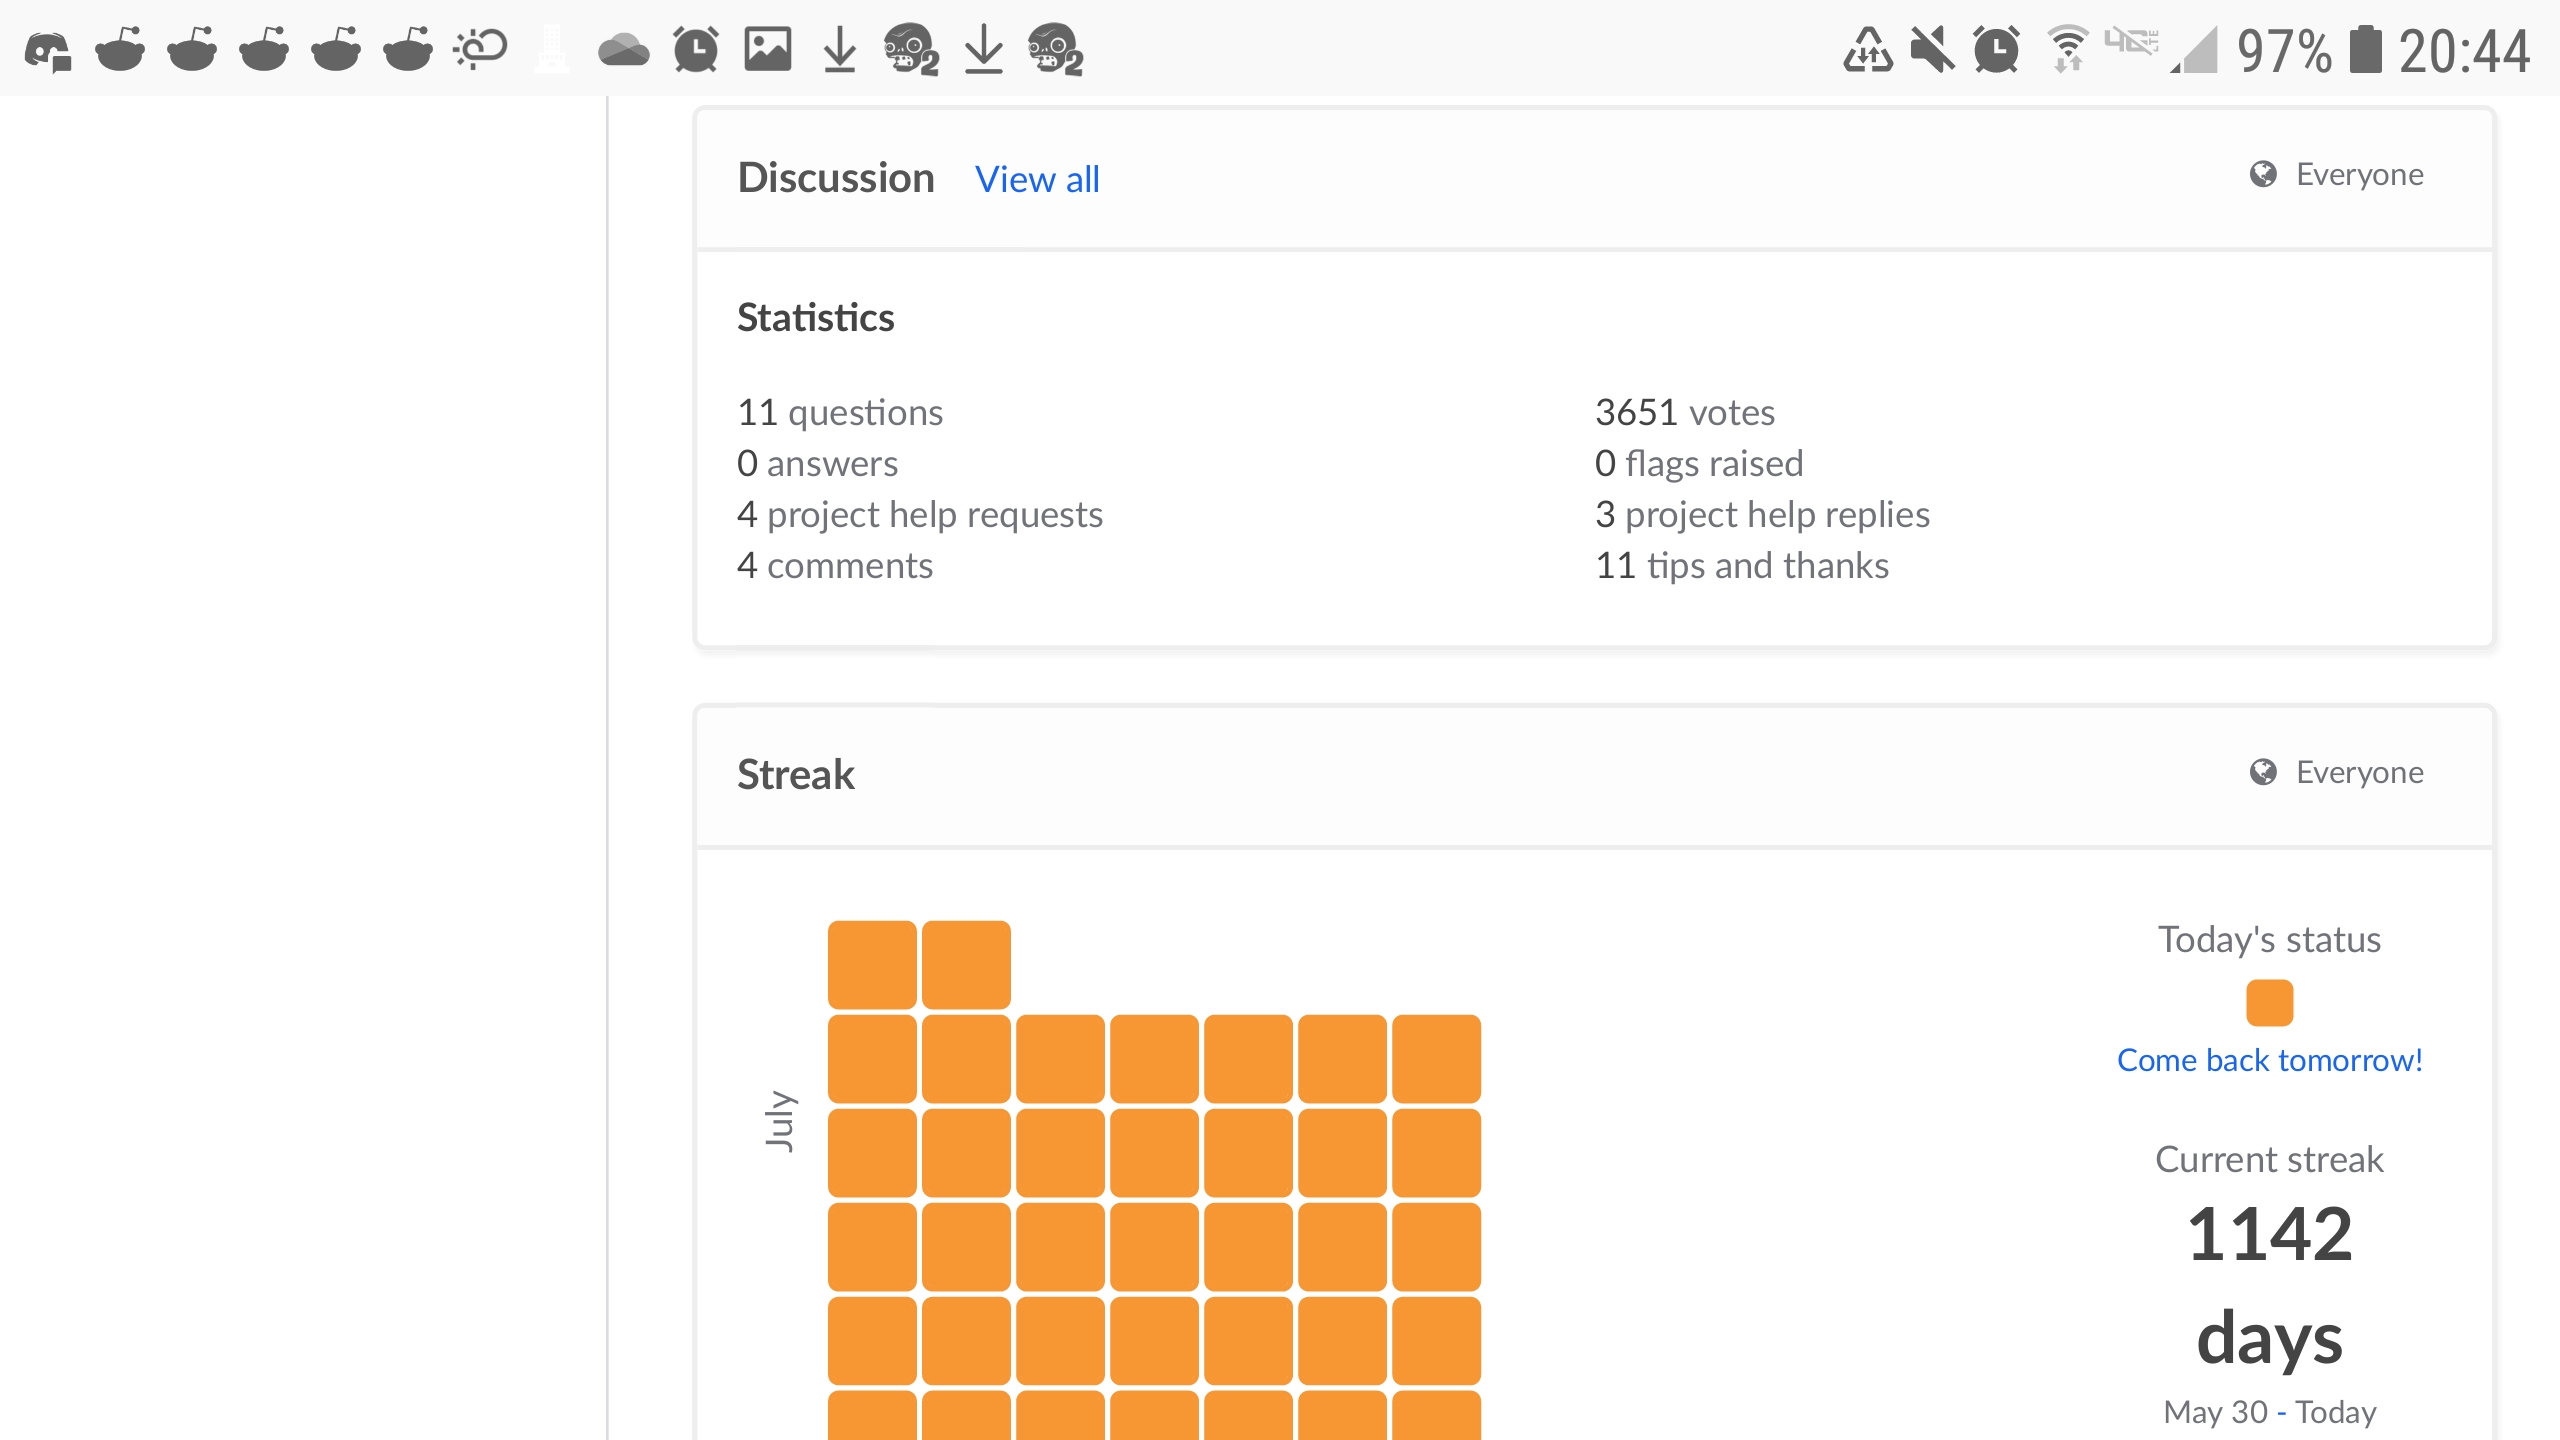 97% 20:44
Discussion View all Everyone
Statistics
11 questions
0 answers
4 project help requests
4 comments
3651 votes
0 flags raised
3 project help replies
11 tips and thanks
Streak Everyone
July
Today's status
Come back tomorrow!
Current streak
1142
days
May 30 - Today